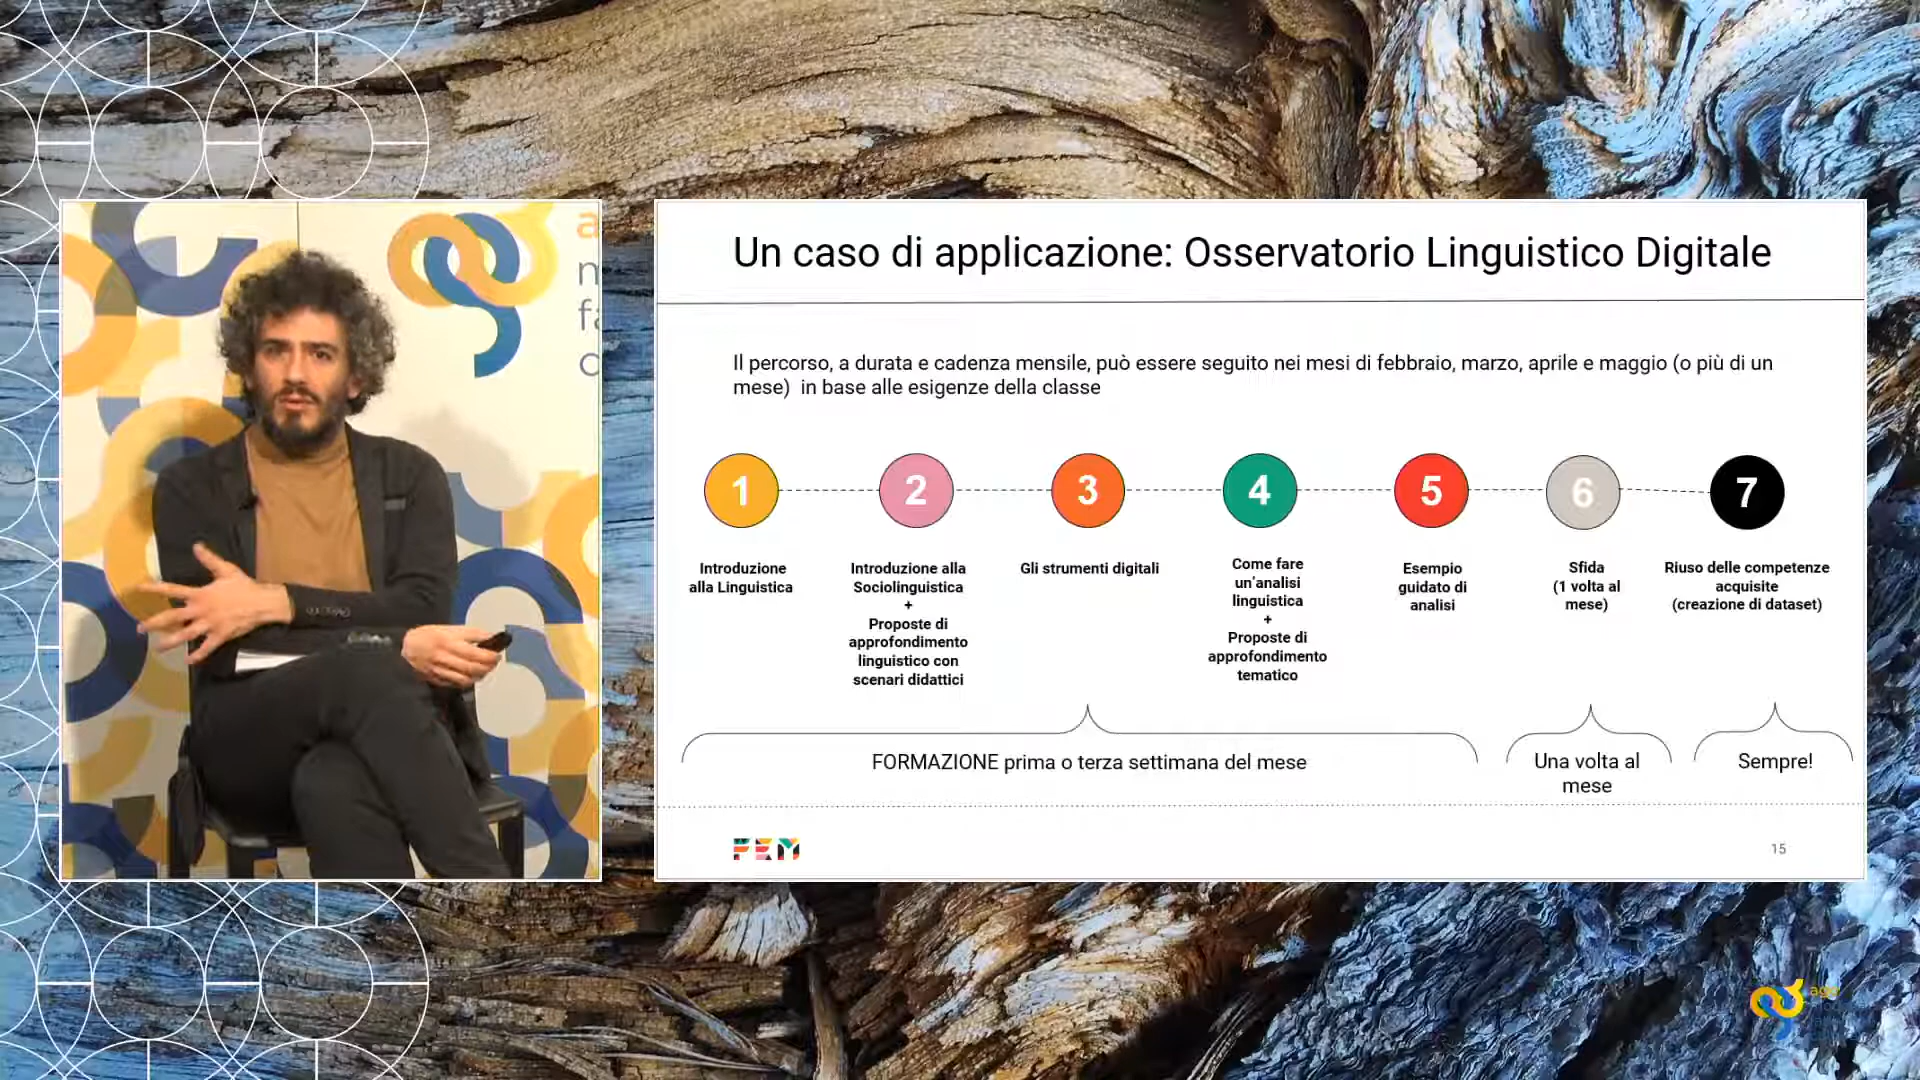 Un caso di applicazione: Osservatorio Linguistico Digitale
Il percorso, a durata e cadenza mensile, può essere seguito nei mesi di febbraio, marzo, aprile e maggio (o più di un
mese) in base alle esigenze della classe
1
2
3
4
5
6
7
Introduzione
alla Linguistica
Introduzione alla
Sociolinguistica
+
Proposte di
approfondimento
linguistico con
scenari didattici
Gli strumenti digitali
Come fare
un'analisi
linguistica
+
Proposte di
approfondimento
tematico
Esempio
guidato di
analisi
Sfida
(1 volta al
mese)
Riuso delle competenze
acquisite
(creazione di dataset)
FORMAZIONE prima o terza settimana del mese
Una volta al
mese
Sempre!
FEM
15